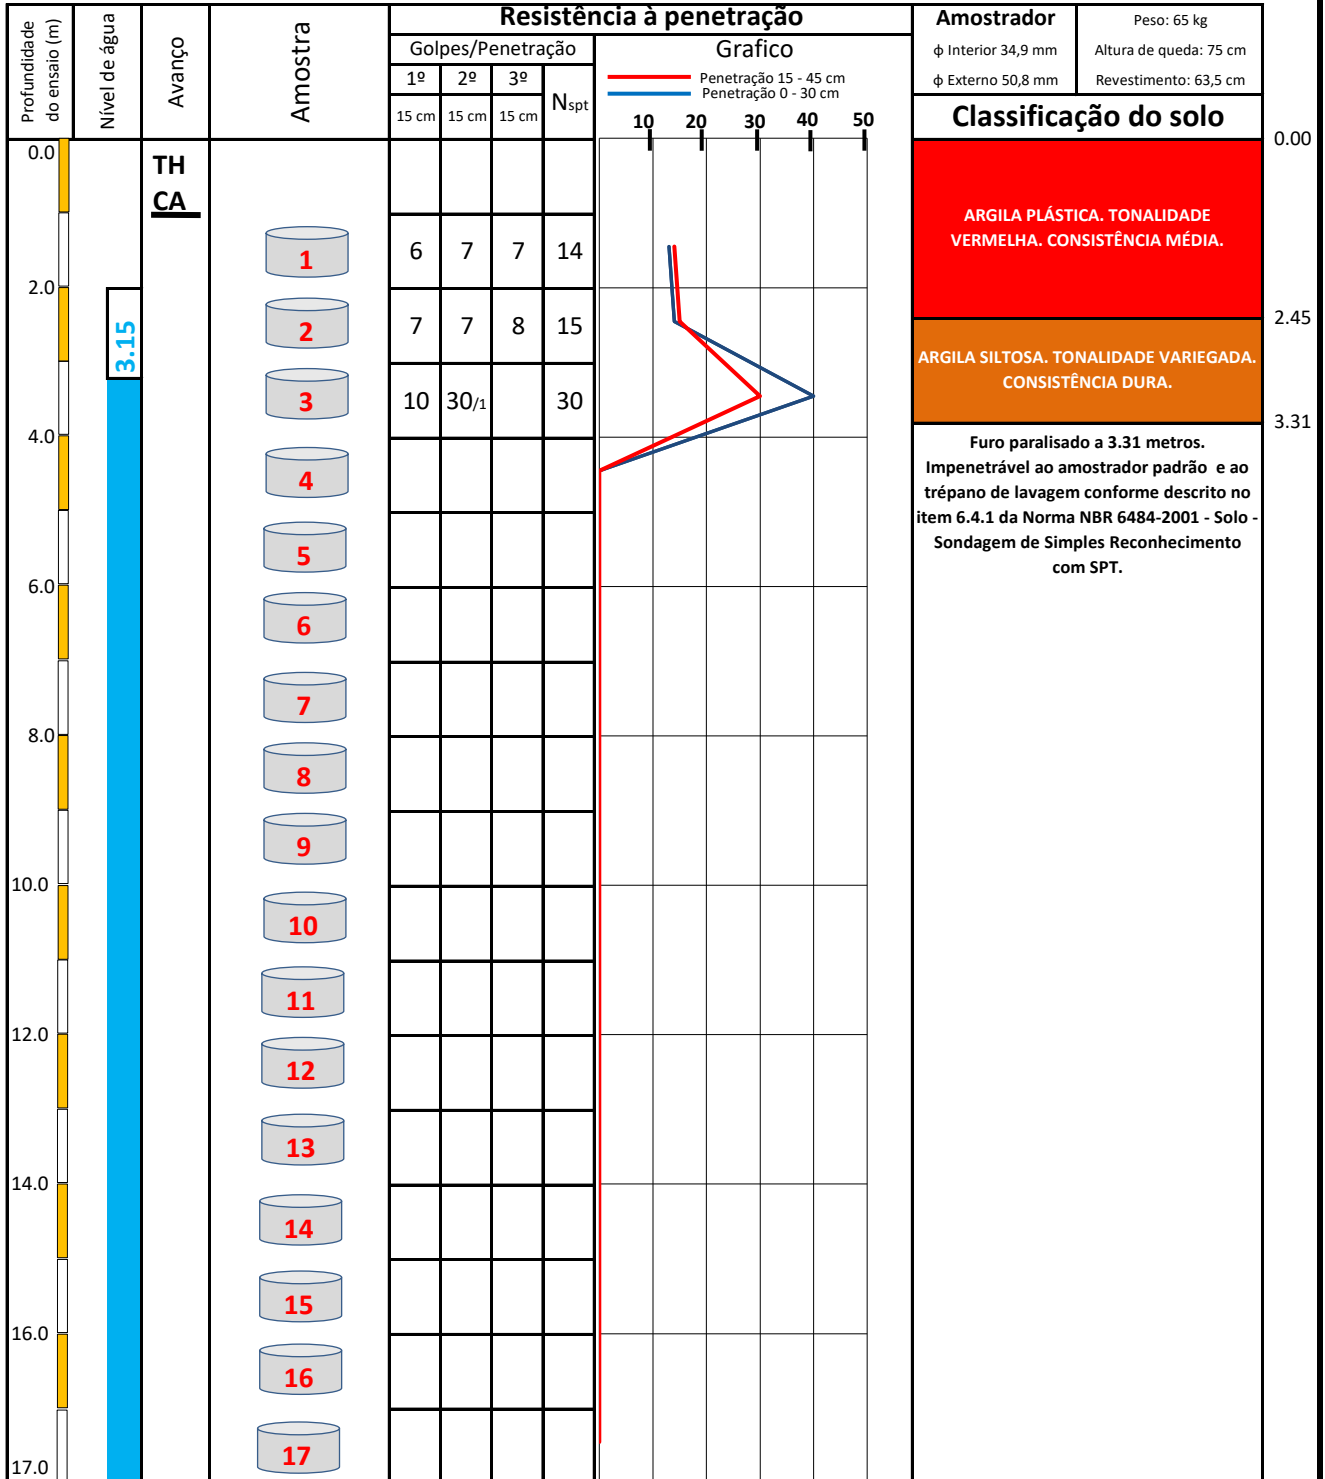 Profundidade
do ensaio (m)
Nível de água
Avanço
Amostra
Resistência à penetração
Golpes/Penetração
1º
2º
3º
Nspt
15 cm
15 cm
15 cm
Grafico
Penetração 15 - 45 cm
Penetração 0 - 30 cm
10 20 30 40 50
Amostrador
ɸ Interior 34,9 mm
ɸ Externo 50,8 mm
Peso: 65 kg
Altura de queda: 75 cm
Revestimento: 63,5 cm
Classificação do solo
0.00
0.0
TH
CA
ARGILA PLÁSTICA. TONALIDADE
VERMELHA. CONSISTÊNCIA MÉDIA.
1 6 7 7 14
2.0
2.45
3.15
2 7 7 8 15
ARGILA SILTOSA. TONALIDADE VARIEGADA.
CONSISTÊNCIA DURA.
3 10 30/1 30
3.31
4.0
Furo paralisado a 3.31 metros.
Impenetrável ao amostrador padrão e ao
trépano de lavagem conforme descrito no
item 6.4.1 da Norma NBR 6484-2001 - Solo -
Sondagem de Simples Reconhecimento
com SPT.
4
5
6.0
6
7
8.0
8
9
10.0
10
11
12.0
12
13
14.0
14
15
16.0
16
17
17.0